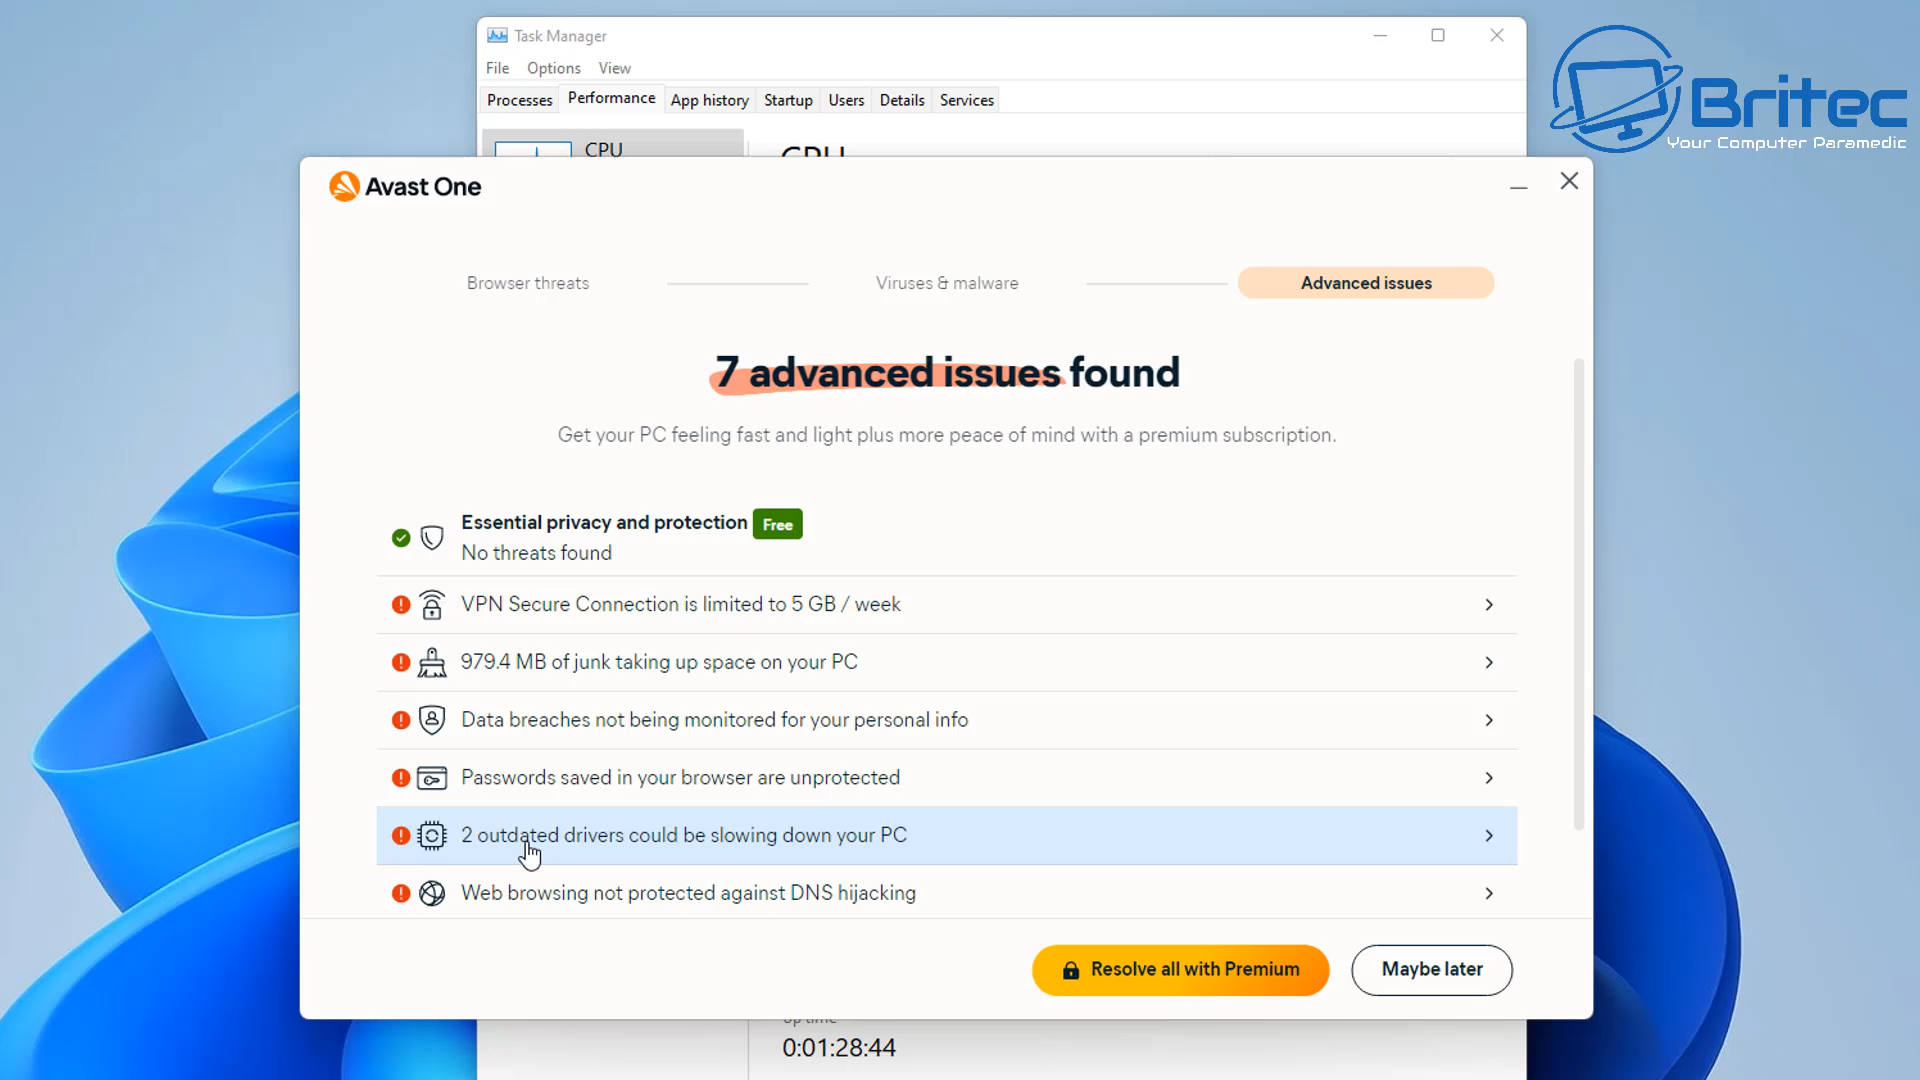 Task Manager
File Options View
Processes Performance App history Startup Users Details Services
CPU
CPU
Britec
Your Computer Paramedic
Avast One
Browser threats
Viruses & malware
Advanced issues
7 advanced issues found
Get your PC feeling fast and light plus more peace of mind with a premium subscription.
Essential privacy and protection Free
No threats found
VPN Secure Connection is limited to 5 GB / week
979.4 MB of junk taking up space on your PC
Data breaches not being monitored for your personal info
Passwords saved in your browser are unprotected
2 outdated drivers could be slowing down your PC
Web browsing not protected against DNS hijacking
Resolve all with Premium
Maybe later
Up time
0:01:28:44